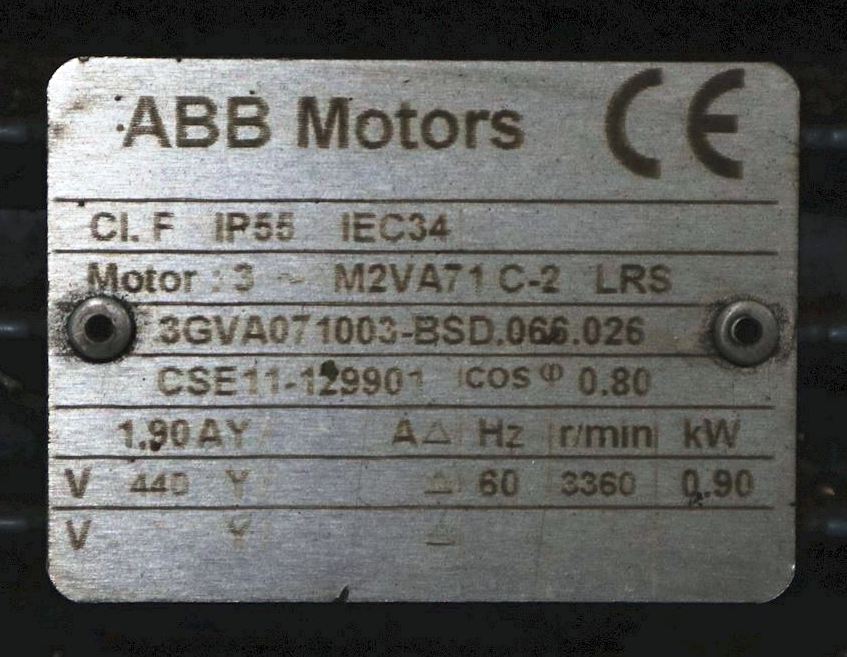 ABB Motors CE
Cl. F IP55 IEC34
Motor : 3 ~ M2VA71 C-2 LRS
3GVA071003-BSD.066.026
CSE11-129901 cos φ 0.80
1.90 A Y A △ Hz r/min kW
V 440 Y △ 60 3360 0.90
V Y △